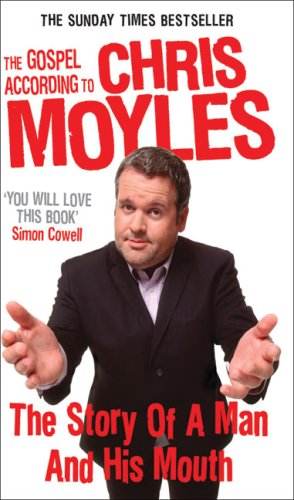 THE SUNDAY TIMES BESTSELLER
THE GOSPEL
ACCORDING TO
CHRIS
MOYLES
'YOU WILL LOVE
THIS BOOK'
Simon Cowell
The Story Of A Man
And His Mouth